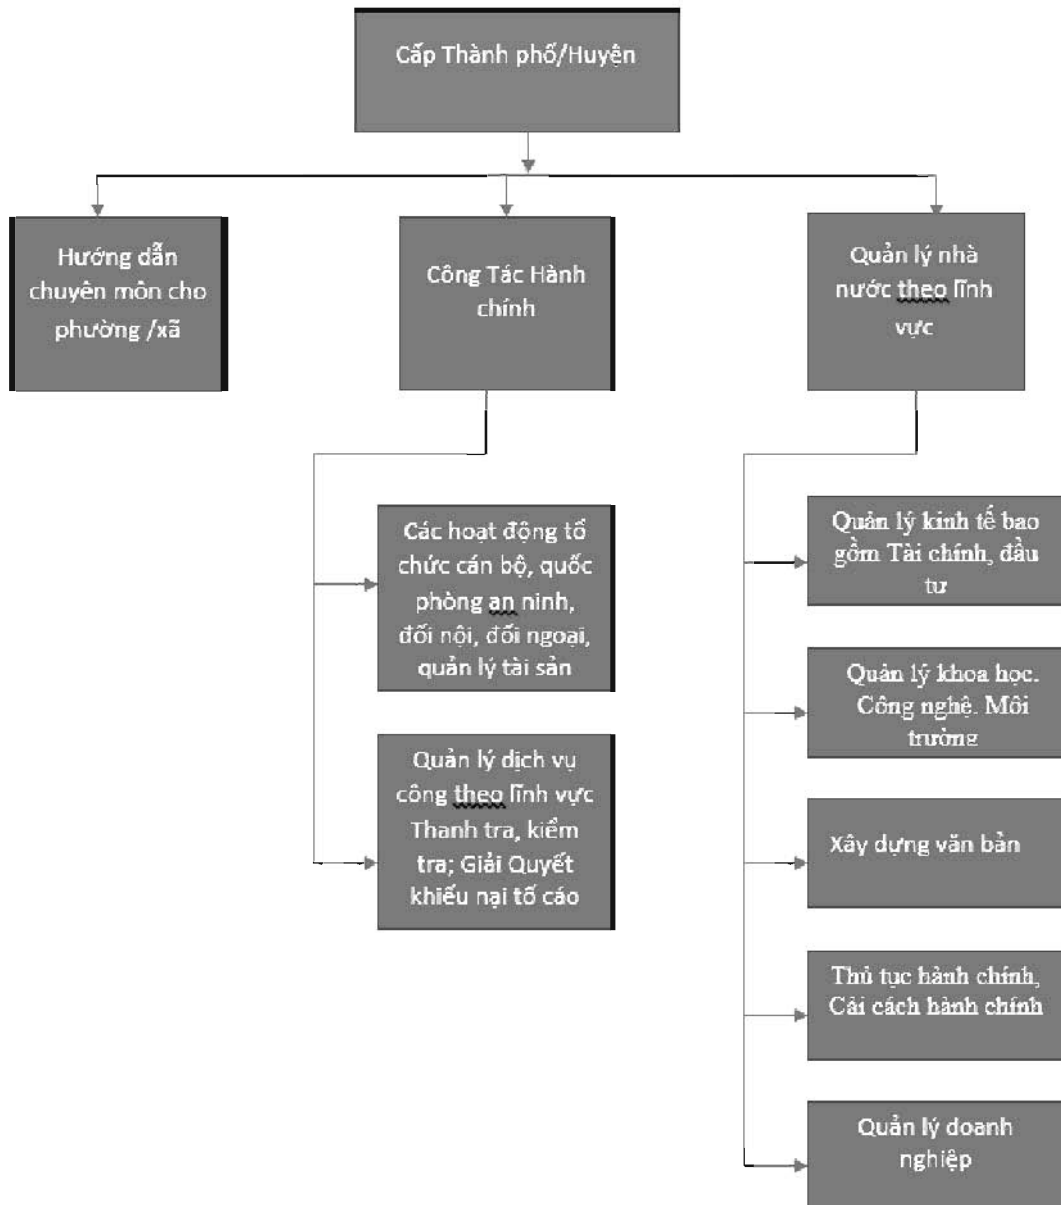 Cấp Thành phố/Huyện
Hướng dẫn
chuyên môn cho
phường /xã
Công Tác Hành
chính
Quản lý nhà
nước theo lĩnh
vực
Các hoạt động tổ
chức cán bộ, quốc
phòng an ninh,
đối nội, đối ngoại,
quản lý tài sản
Quản lý dịch vụ
công theo lĩnh vực
Thanh tra, kiểm
tra; Giải Quyết
khiếu nại tố cáo
Quản lý kinh tế bao
gồm Tài chính, đầu
tư
Quản lý khoa học.
Công nghệ. Môi
trường
Xây dựng văn bản
Thủ tục hành chính,
Cải cách hành chính
Quản lý doanh
nghiệp